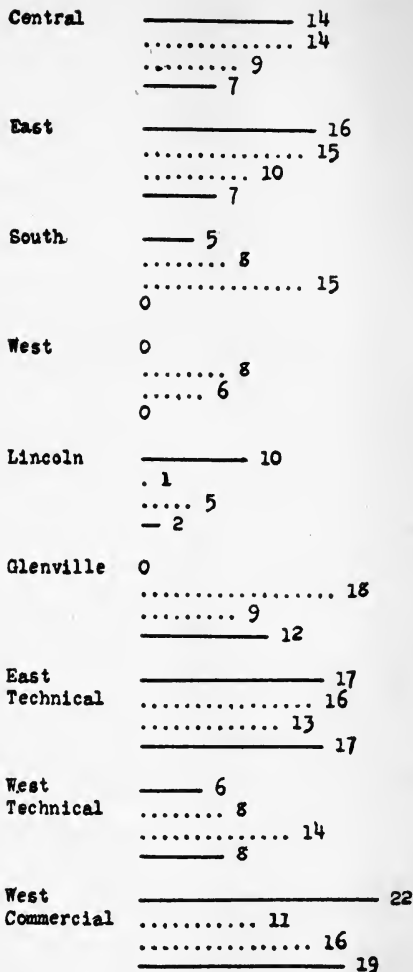 Central 14
14
9
7
East 16
15
10
7
South 5
8
15
0
West 0
8
6
0
Lincoln 10
1
5
2
Glenville 0
18
9
12
East 17
Technical 16
13
17
West 6
Technical 8
14
8
West 22
Commercial 11
16
19